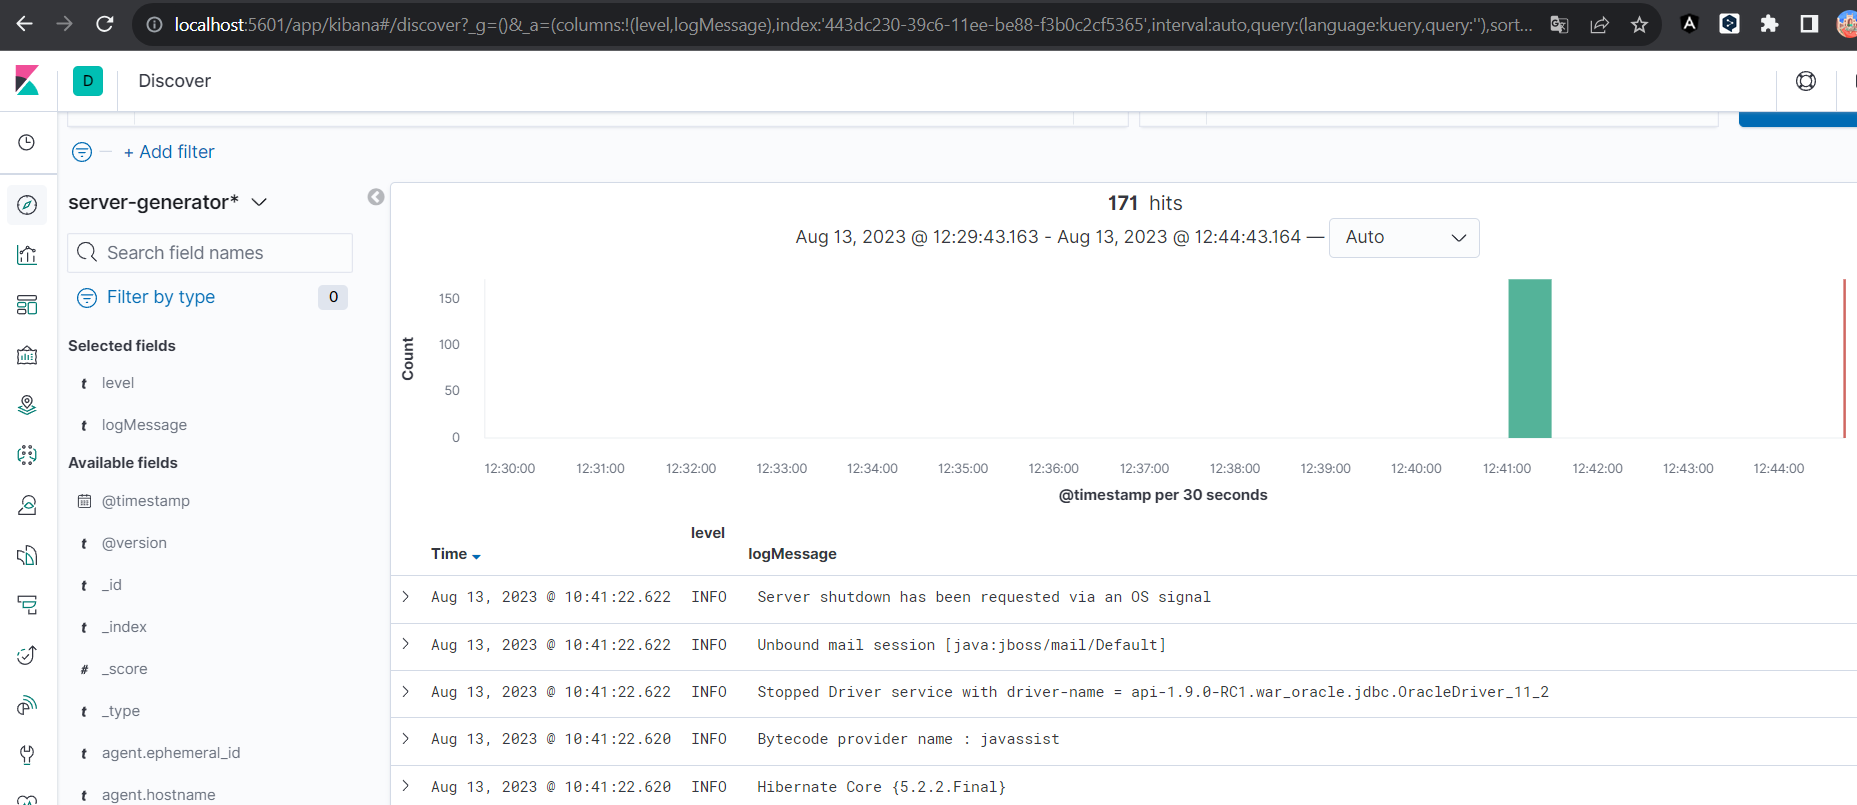 localhost:5601/app/kibana#/discover?_g=()&_a=(columns:!(level,logMessage),index:'443dc230-39c6-11ee-be88-f3b0c2cf5365',interval:auto,query:(language:kuery,query:''),sort...
D Discover
+ Add filter
server-generator*
Search field names
Filter by type 0
Selected fields
t level
t logMessage
Available fields
@timestamp
t @version
t _id
t _index
# _score
t _type
t agent.ephemeral_id
t agent.hostname
171 hits
Aug 13, 2023 @ 12:29:43.163 - Aug 13, 2023 @ 12:44:43.164 — Auto
Count
150
100
50
0
12:30:00 12:31:00 12:32:00 12:33:00 12:34:00 12:35:00 12:36:00 12:37:00 12:38:00 12:39:00 12:40:00 12:41:00 12:42:00 12:43:00 12:44:00
@timestamp per 30 seconds
Time level logMessage
Aug 13, 2023 @ 10:41:22.622 INFO Server shutdown has been requested via an OS signal
Aug 13, 2023 @ 10:41:22.622 INFO Unbound mail session [java:jboss/mail/Default]
Aug 13, 2023 @ 10:41:22.622 INFO Stopped Driver service with driver-name = api-1.9.0-RC1.war_oracle.jdbc.OracleDriver_11_2
Aug 13, 2023 @ 10:41:22.620 INFO Bytecode provider name : javassist
Aug 13, 2023 @ 10:41:22.620 INFO Hibernate Core {5.2.2.Final}